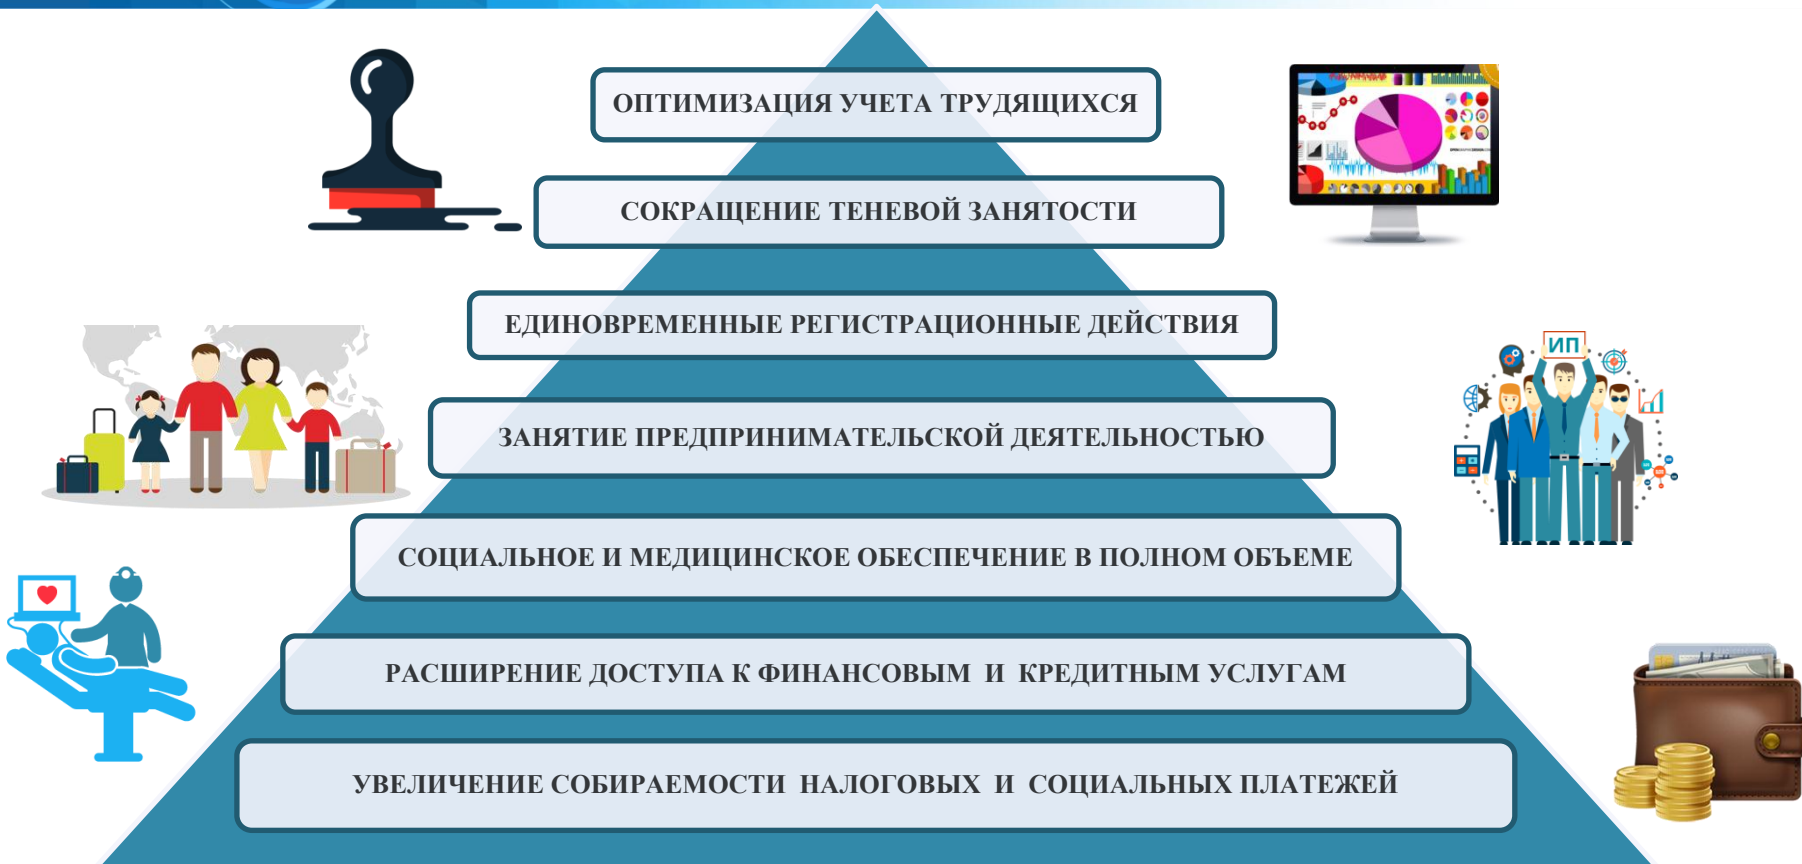 ОПТИМИЗАЦИЯ УЧЕТА ТРУДЯЩИХСЯ
СОКРАЩЕНИЕ ТЕНЕВОЙ ЗАНЯТОСТИ
ЕДИНОВРЕМЕННЫЕ РЕГИСТРАЦИОННЫЕ ДЕЙСТВИЯ
ИП
ЗАНЯТИЕ ПРЕДПРИНИМАТЕЛЬСКОЙ ДЕЯТЕЛЬНОСТЬЮ
СОЦИАЛЬНОЕ И МЕДИЦИНСКОЕ ОБЕСПЕЧЕНИЕ В ПОЛНОМ ОБЪЕМЕ
РАСШИРЕНИЕ ДОСТУПА К ФИНАНСОВЫМ И КРЕДИТНЫМ УСЛУГАМ
УВЕЛИЧЕНИЕ СОБИРАЕМОСТИ НАЛОГОВЫХ И СОЦИАЛЬНЫХ ПЛАТЕЖЕЙ